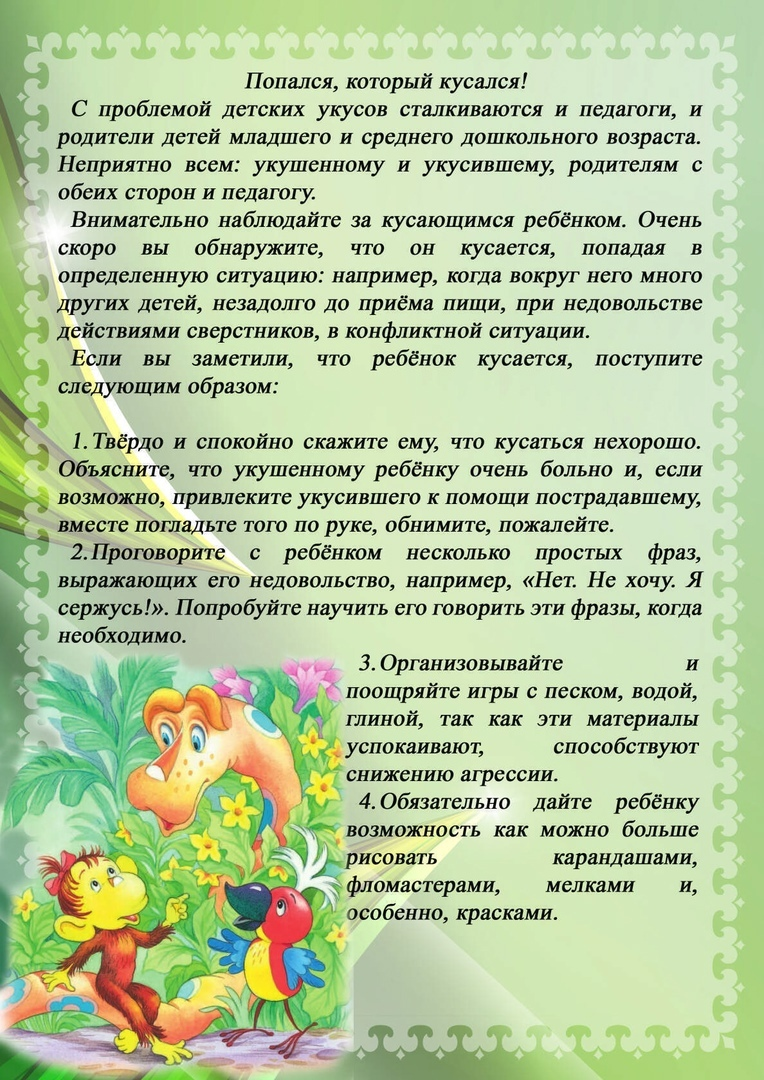 Попался, который кусался!
С проблемой детских укусов сталкиваются и педагоги, и
родители детей младшего и среднего дошкольного возраста.
Неприятно всем: укушенному и укусившему, родителям с
обеих сторон и педагогу.
Внимательно наблюдайте за кусающимся ребёнком. Очень
скоро вы обнаружите, что он кусается, попадая в
определенную ситуацию: например, когда вокруг него много
других детей, незадолго до приёма пищи, при недовольстве
действиями сверстников, в конфликтной ситуации.
Если вы заметили, что ребёнок кусается, поступите
следующим образом:
1. Твёрдо и спокойно скажите ему, что кусаться нехорошо.
Объясните, что укушенному ребёнку очень больно и, если
возможно, привлеките укусившего к помощи пострадавшему,
вместе погладьте того по руке, обнимите, пожалейте.
2. Проговорите с ребёнком несколько простых фраз,
выражающих его недовольство, например, «Нет. Не хочу. Я
сержусь!». Попробуйте научить его говорить эти фразы, когда
необходимо.
3. Организовывайте и
поощряйте игры с песком, водой,
глиной, так как эти материалы
успокаивают, способствуют
снижению агрессии.
4. Обязательно дайте ребёнку
возможность как можно больше
рисовать карандашами,
фломастерами, мелками и,
особенно, красками.